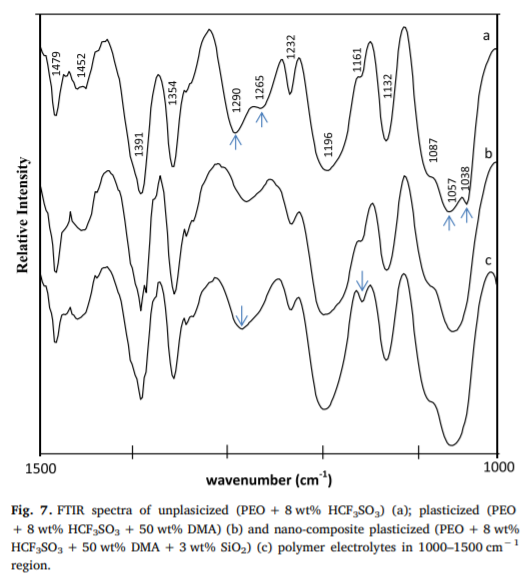 a
1479
1452
1391
1354
1290
1265
1232
1196
1161
1132
1087
1057
1038
b
c
Relative Intensity
1500
1000
wavenumber (cm⁻¹)
Fig. 7. FTIR spectra of unplasicized (PEO + 8 wt% HCF₃SO₃) (a); plasticized (PEO
+ 8 wt% HCF₃SO₃ + 50 wt% DMA) (b) and nano-composite plasticized (PEO + 8 wt%
HCF₃SO₃ + 50 wt% DMA + 3 wt% SiO₂) (c) polymer electrolytes in 1000–1500 cm⁻¹
region.